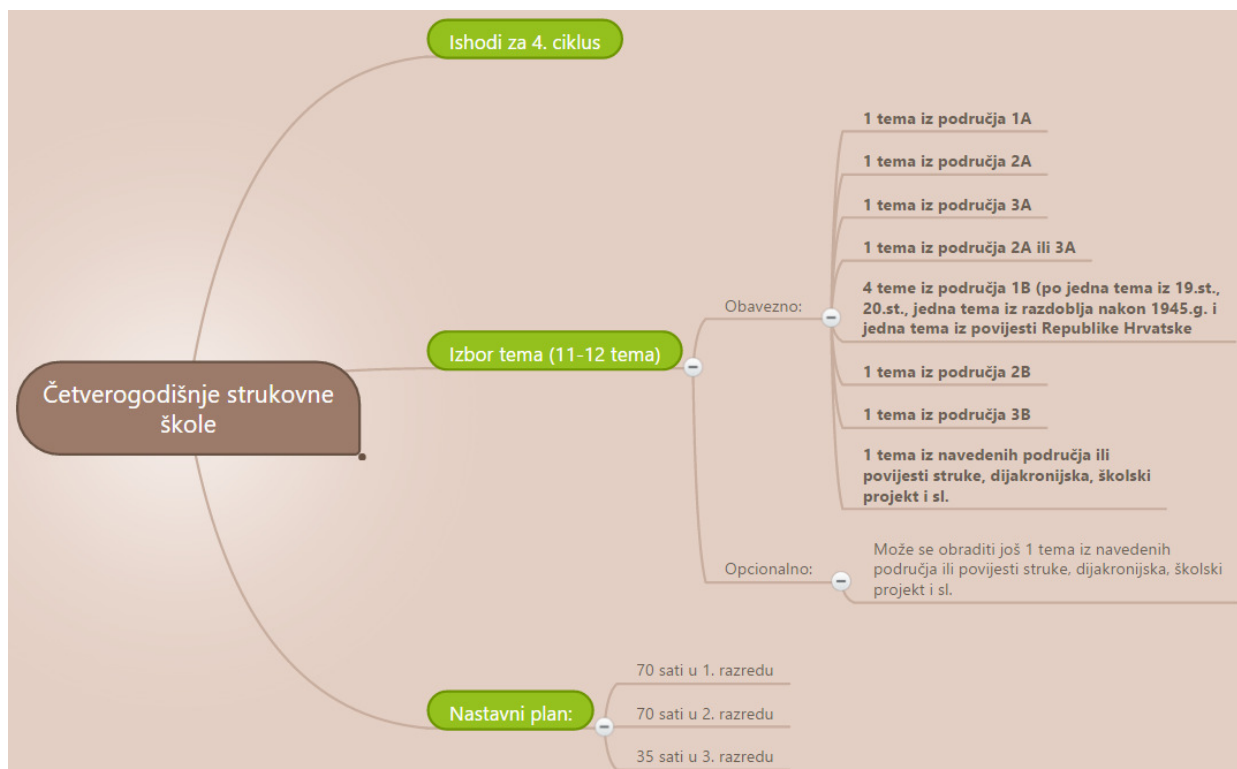 Četverogodišnje strukovne
škole
Ishodi za 4. ciklus
Izbor tema (11-12 tema)
Obavezno:
1 tema iz područja 1A
1 tema iz područja 2A
1 tema iz područja 3A
1 tema iz područja 2A ili 3A
4 teme iz područja 1B (po jedna tema iz 19.st.,
20.st., jedna tema iz razdoblja nakon 1945.g. i
jedna tema iz povijesti Republike Hrvatske
1 tema iz područja 2B
1 tema iz područja 3B
1 tema iz navedenih područja ili
povijesti struke, dijakronijska, školski
projekt i sl.
Opcionalno:
Može se obraditi još 1 tema iz navedenih
područja ili povijesti struke, dijakronijska, školski
projekt i sl.
Nastavni plan:
70 sati u 1. razredu
70 sati u 2. razredu
35 sati u 3. razredu